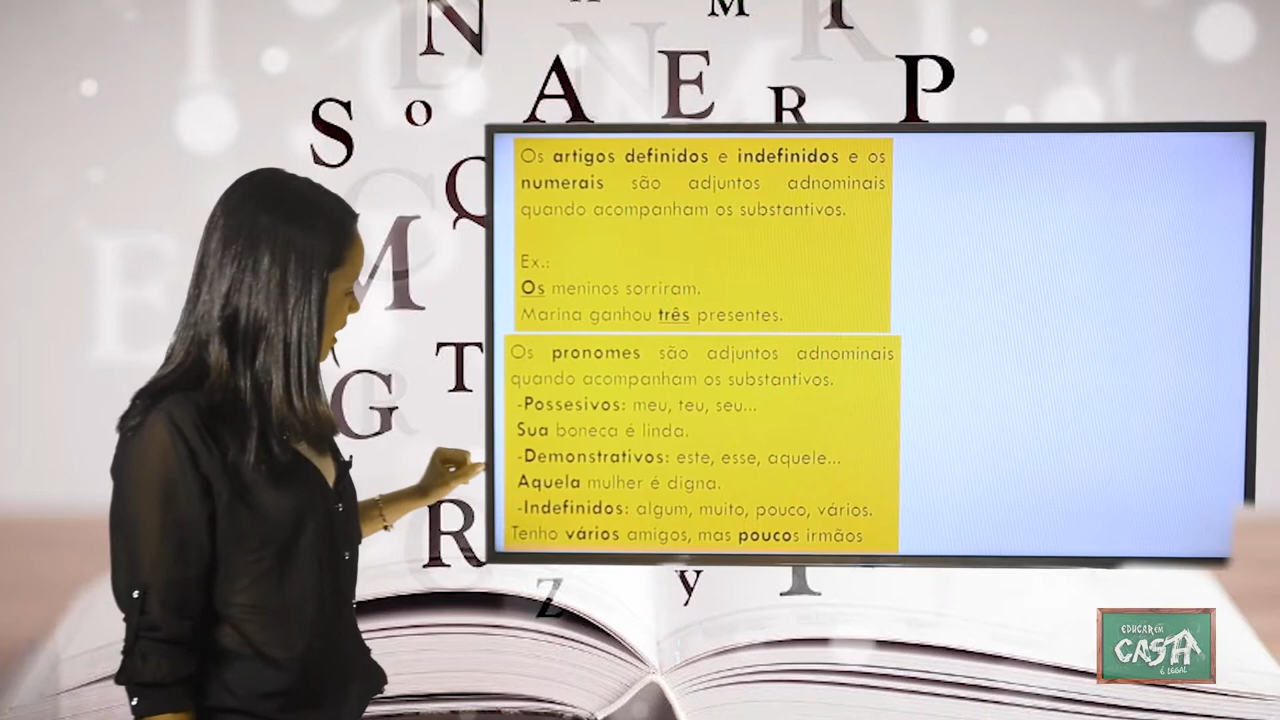 N M I
S o A E R P
Os artigos definidos e indefinidos e os
numerais são adjuntos adnominais
quando acompanham os substantivos.
Ex.:
Os meninos sorriram.
Marina ganhou três presentes.
Os pronomes são adjuntos adnominais
quando acompanham os substantivos.
-Possesivos: meu, teu, seu...
Sua boneca é linda.
-Demonstrativos: este, esse, aquele...
Aquela mulher é digna.
-Indefinidos: algum, muito, pouco, vários.
Tenho vários amigos, mas poucos irmãos
Q
M
T
G
R
z y
EDUCAR EM
CASA
É LEGAL